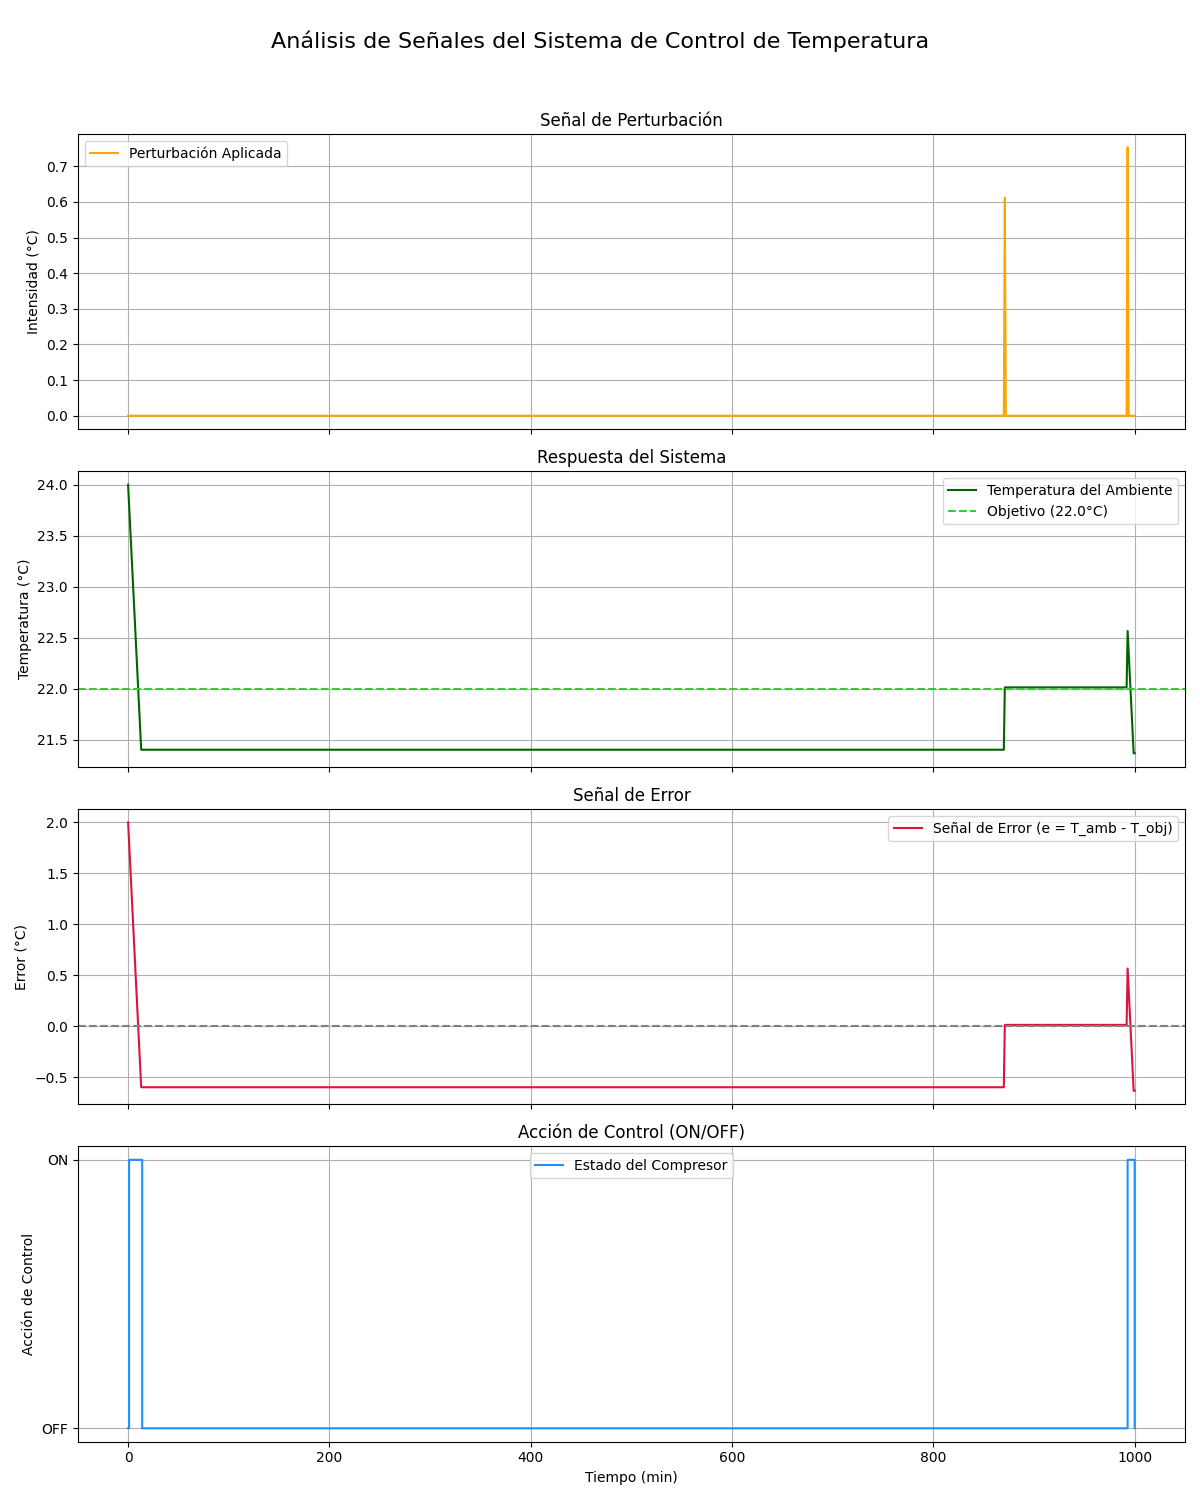 Análisis de Señales del Sistema de Control de Temperatura
Señal de Perturbación
Perturbación Aplicada
Intensidad (°C)
0.7
0.6
0.5
0.4
0.3
0.2
0.1
0.0
Respuesta del Sistema
Temperatura del Ambiente
Objetivo (22.0°C)
Temperatura (°C)
24.0
23.5
23.0
22.5
22.0
21.5
Señal de Error
Señal de Error (e = T_amb - T_obj)
Error (°C)
2.0
1.5
1.0
0.5
0.0
−0.5
Acción de Control (ON/OFF)
Estado del Compresor
Acción de Control
ON
OFF
0 200 400 600 800 1000
Tiempo (min)